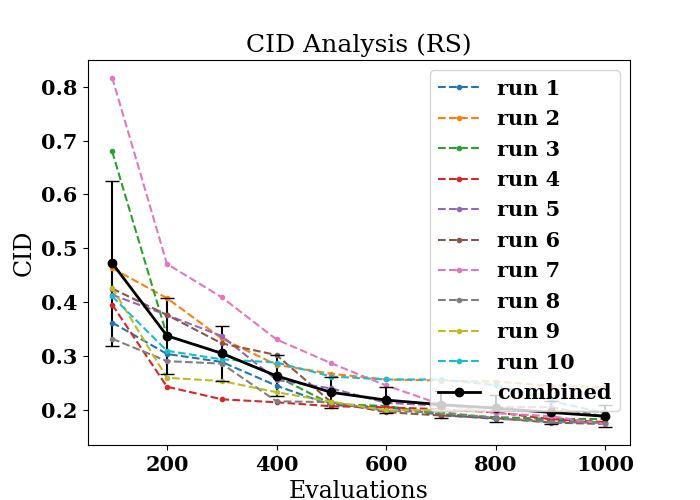 CID Analysis (RS)
0.8
0.7
0.6
0.5
0.4
0.3
0.2
CID
run 1
run 2
run 3
run 4
run 5
run 6
run 7
run 8
run 9
run 10
combined
200
400
600
800
1000
Evaluations